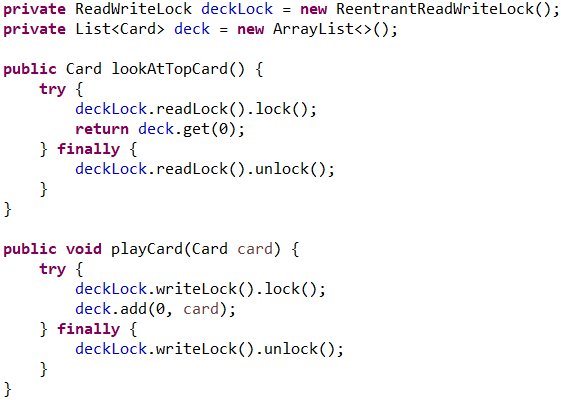 private ReadWriteLock deckLock = new ReentrantReadWriteLock();
private List<Card> deck = new ArrayList<>();

public Card lookAtTopCard() {
    try {
        deckLock.readLock().lock();
        return deck.get(0);
    } finally {
        deckLock.readLock().unlock();
    }
}

public void playCard(Card card) {
    try {
        deckLock.writeLock().lock();
        deck.add(0, card);
    } finally {
        deckLock.writeLock().unlock();
    }
}